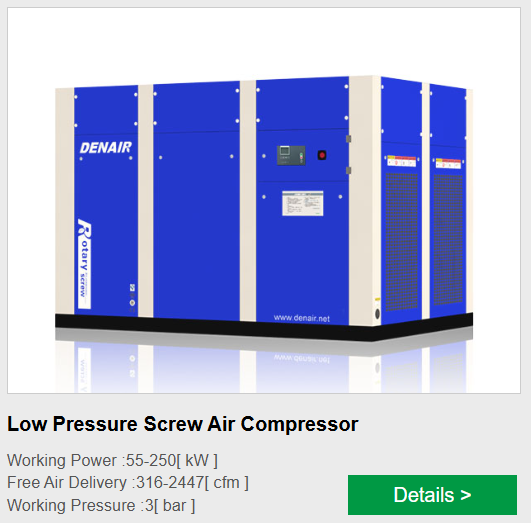 DENAIR
Rotary screw
www.denair.net
Low Pressure Screw Air Compressor
Working Power :55-250[ kW ]
Free Air Delivery :316-2447[ cfm ]
Working Pressure :3[ bar ]
Details >